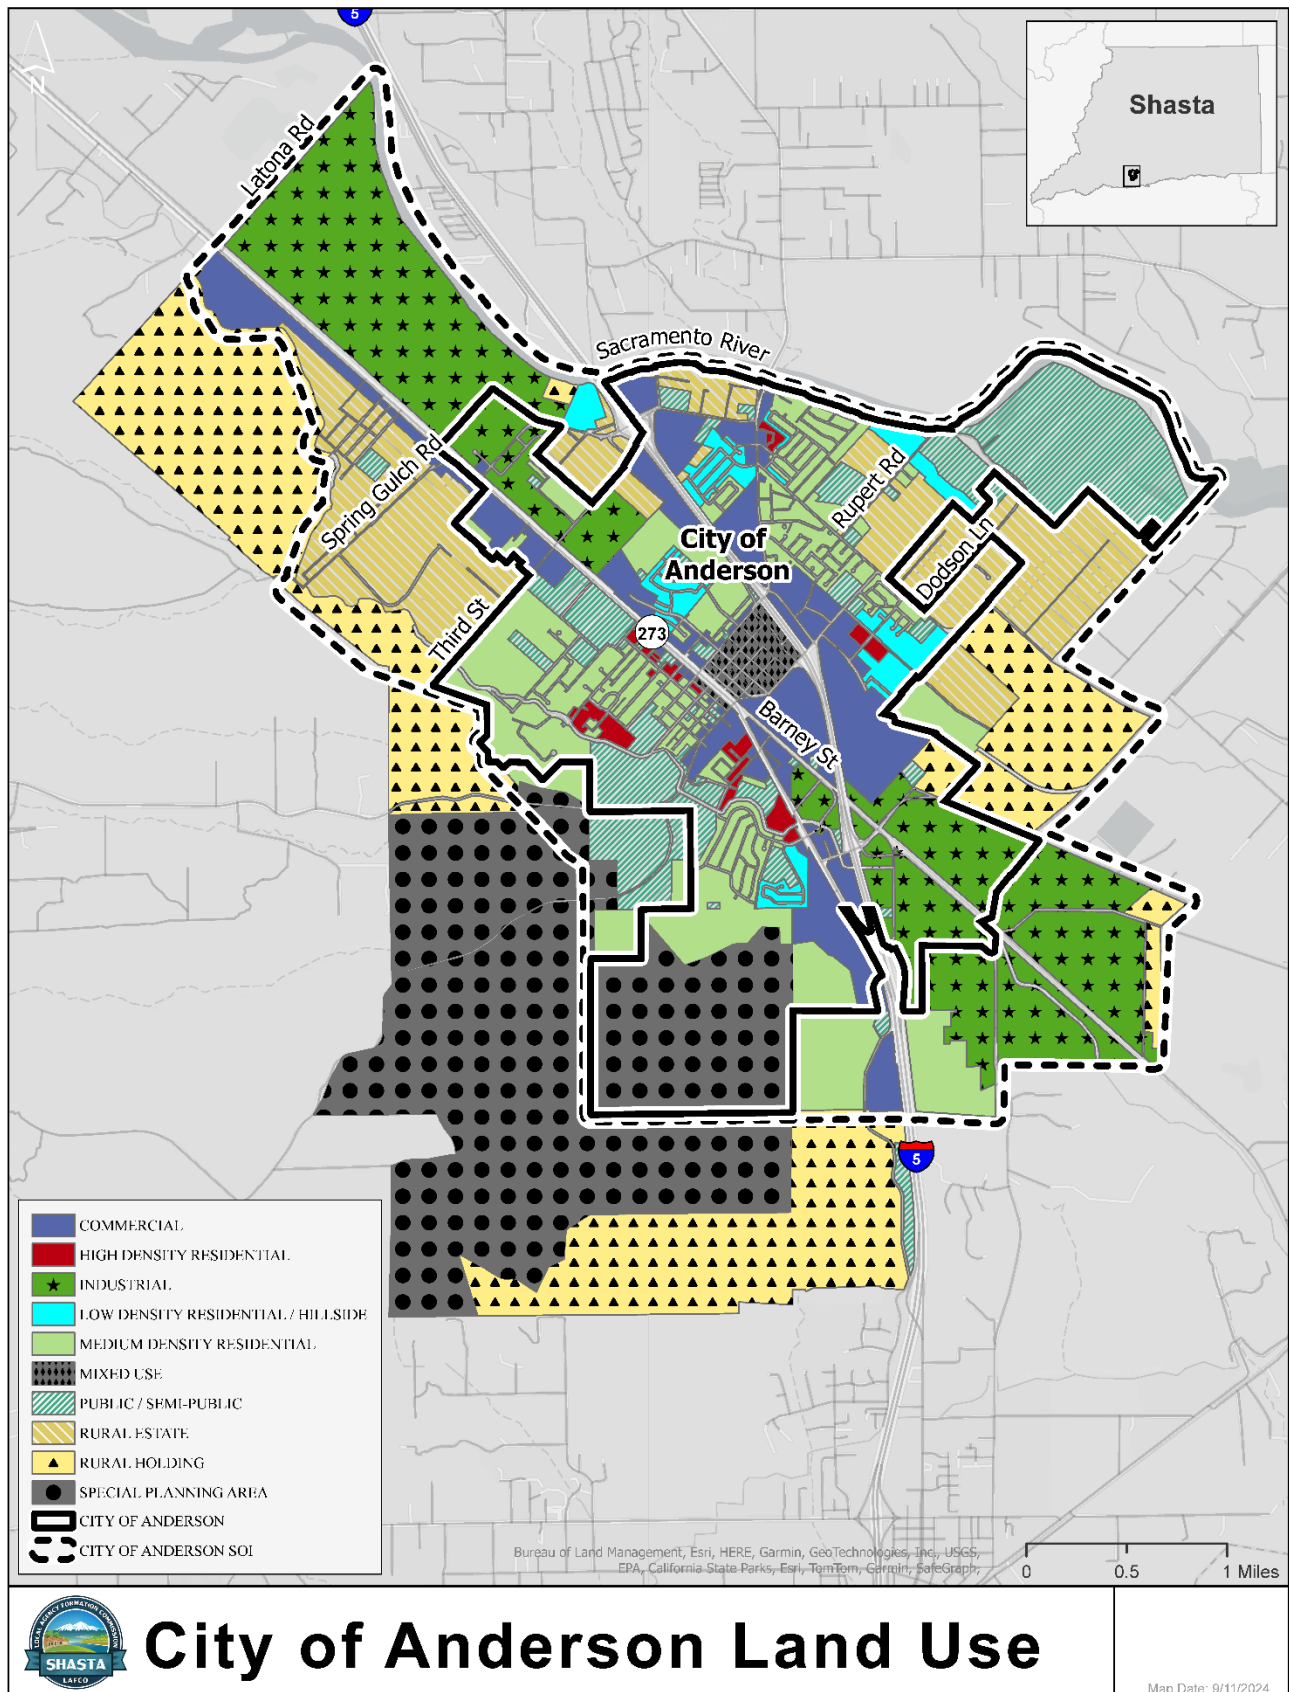 5
N
Shasta
Latona Rd
Sacramento River
Spring Gulch Rd
Rupert Rd
City of
Anderson
Dodson Ln
Third St
273
Barney St
5
COMMERCIAL
HIGH DENSITY RESIDENTIAL
INDUSTRIAL
LOW DENSITY RESIDENTIAL / HILLSIDE
MEDIUM DENSITY RESIDENTIAL
MIXED USE
PUBLIC / SEMI-PUBLIC
RURAL ESTATE
RURAL HOLDING
SPECIAL PLANNING AREA
CITY OF ANDERSON
CITY OF ANDERSON SOI
Bureau of Land Management, Esri, HERE, Garmin, GeoTechnologies, Inc., USGS,
EPA, California State Parks, Esri, TomTom, Garmin, SafeGraph,
0 0.5 1 Miles
LOCAL AGENCY FORMATION COMMISSION
SHASTA
LAFCO
City of Anderson Land Use
Map Date: 9/11/2024